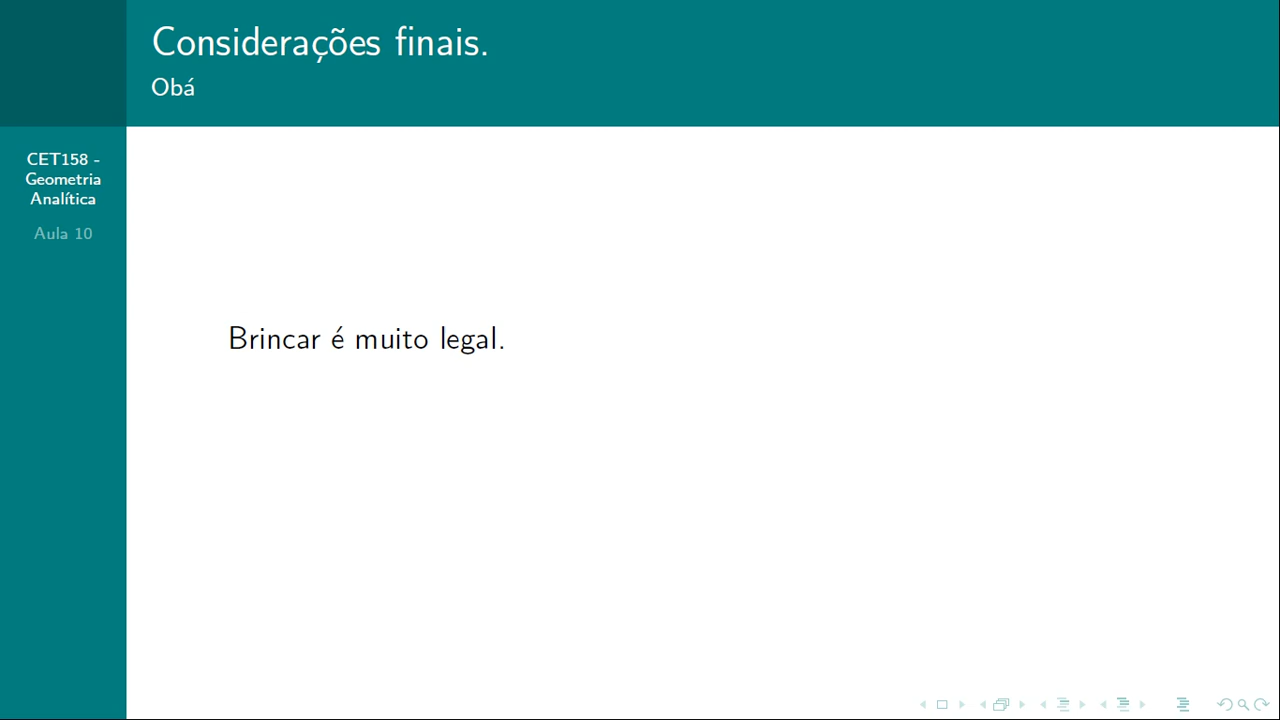 Considerações finais.
Obá
CET158 -
Geometria
Analítica
Aula 10
Brincar é muito legal.